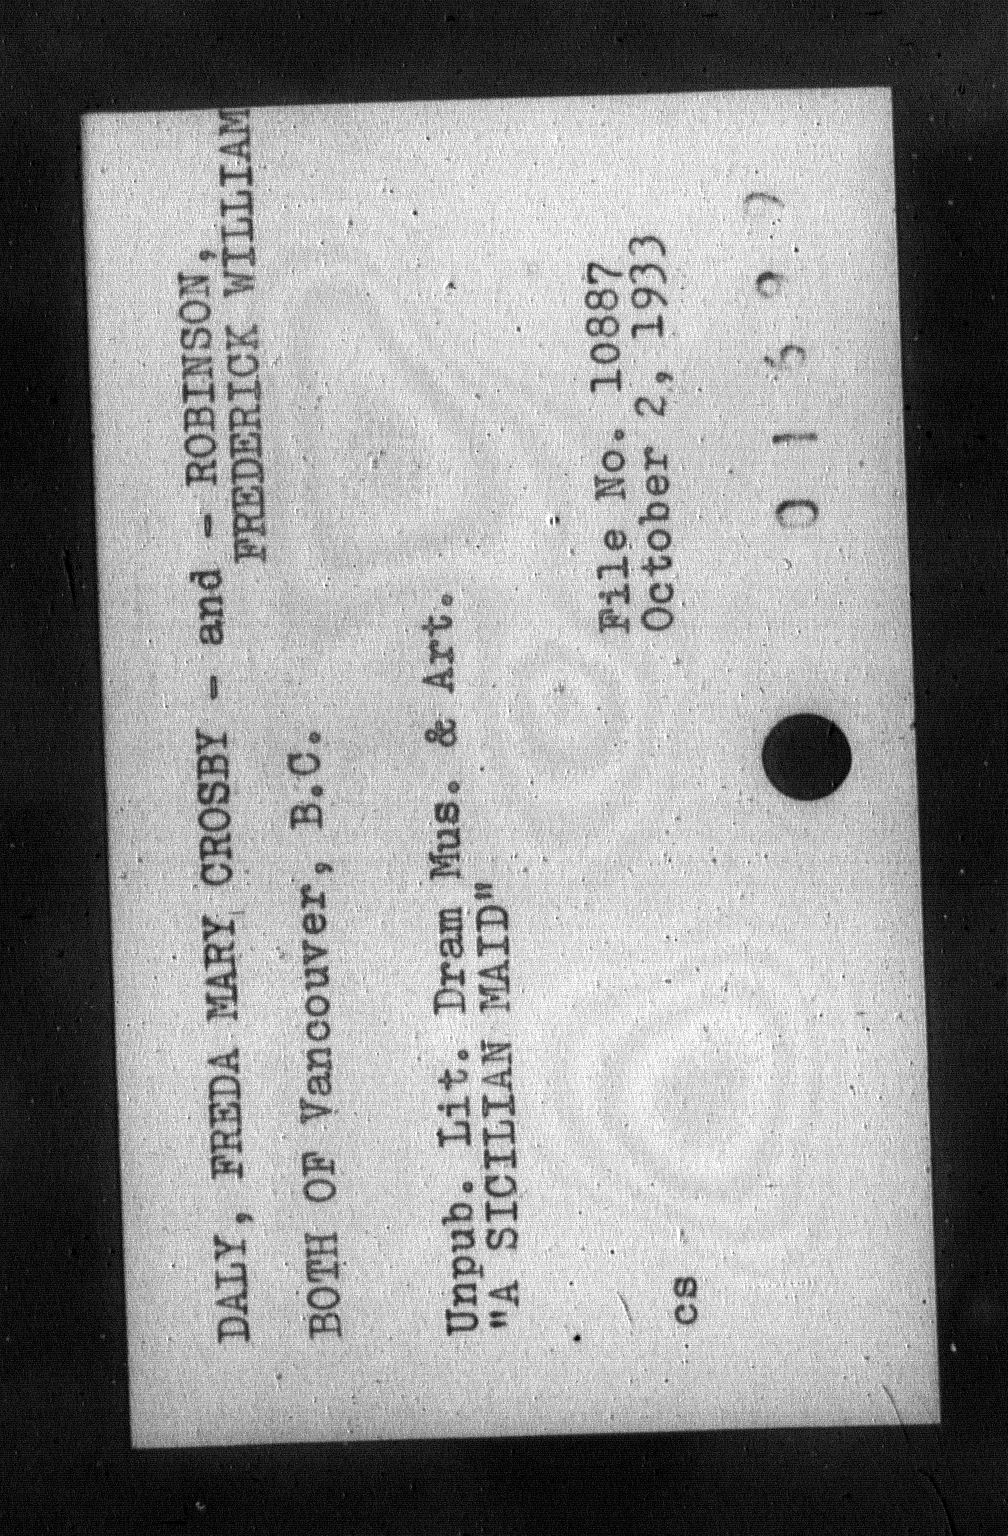 DALY, FREDA MARY CROSBY - and - ROBINSON,
FREDERICK WILLIAM
BOTH OF Vancouver, B.C.
Unpub. Lit. Dram Mus. & Art.
"A SICILIAN MAID"
File No. 10887
October 2, 1933
cs